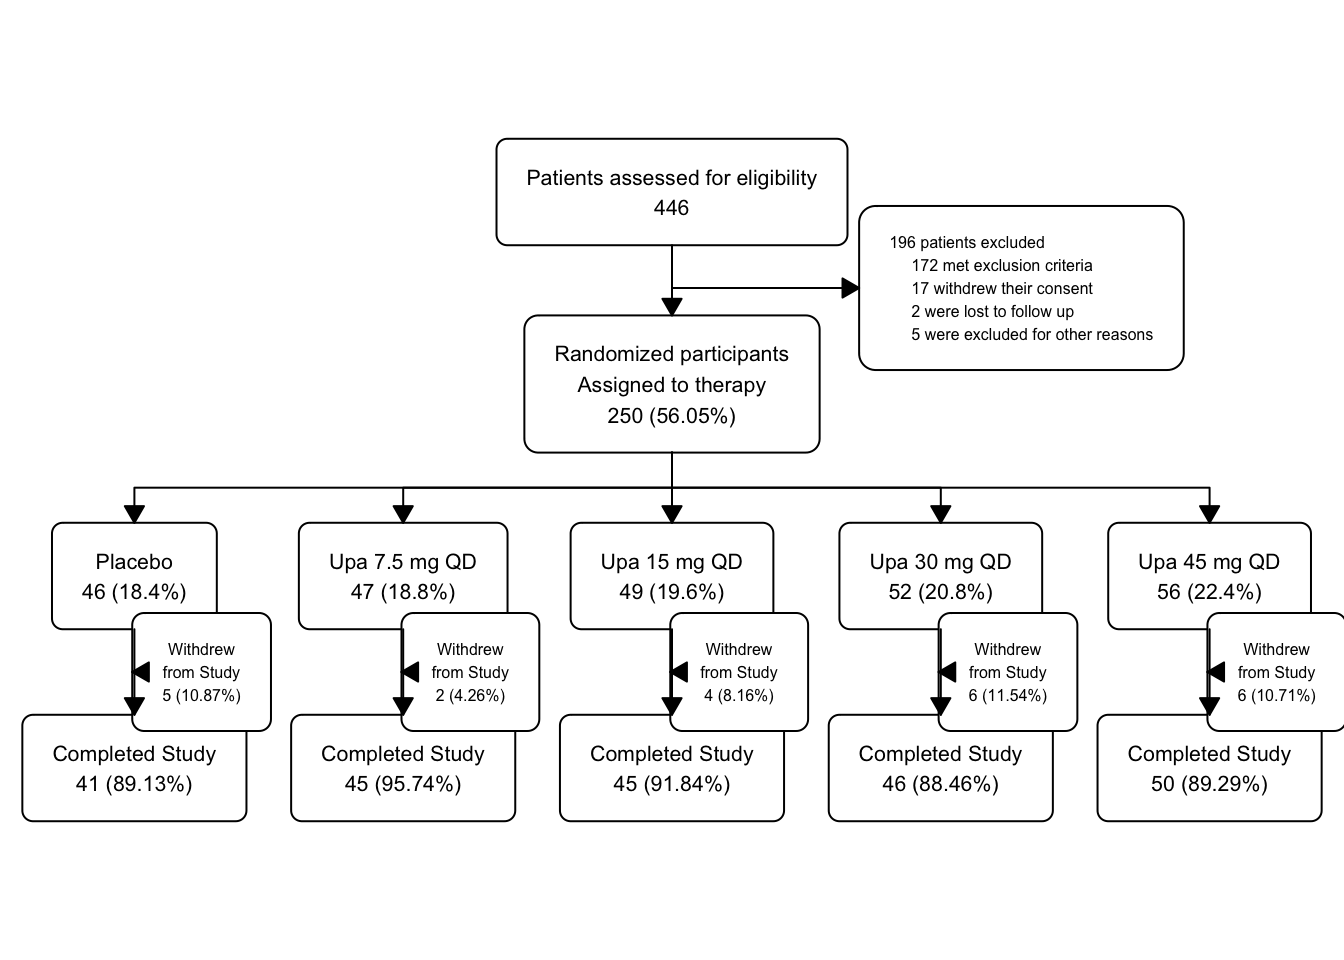 Patients assessed for eligibility
446
196 patients excluded
172 met exclusion criteria
17 withdrew their consent
2 were lost to follow up
5 were excluded for other reasons
Randomized participants
Assigned to therapy
250 (56.05%)
Placebo
46 (18.4%)
Upa 7.5 mg QD
47 (18.8%)
Upa 15 mg QD
49 (19.6%)
Upa 30 mg QD
52 (20.8%)
Upa 45 mg QD
56 (22.4%)
Withdrew
from Study
5 (10.87%)
Withdrew
from Study
2 (4.26%)
Withdrew
from Study
4 (8.16%)
Withdrew
from Study
6 (11.54%)
Withdrew
from Study
6 (10.71%)
Completed Study
41 (89.13%)
Completed Study
45 (95.74%)
Completed Study
45 (91.84%)
Completed Study
46 (88.46%)
Completed Study
50 (89.29%)